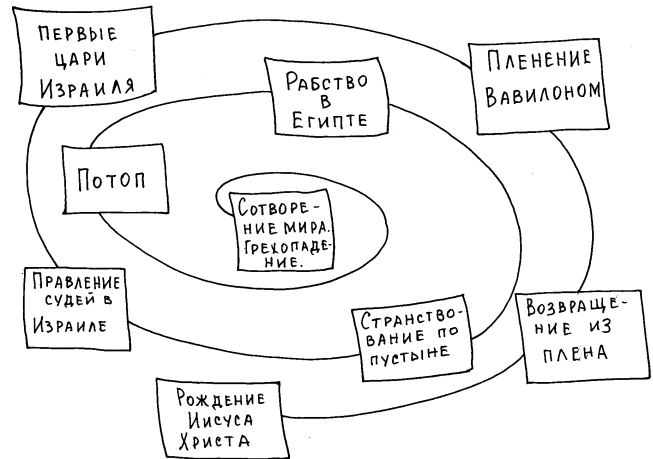 Первые
цари
Израиля
Пленение
Вавилоном
Рабство
в
Египте
Потоп
Сотворе-
ние мира.
Грехопаде-
ние.
Правление
судей в
Израиле
Странство-
вание по
пустыне
Возвраще-
ние из
плена
Рождение
Иисуса
Христа